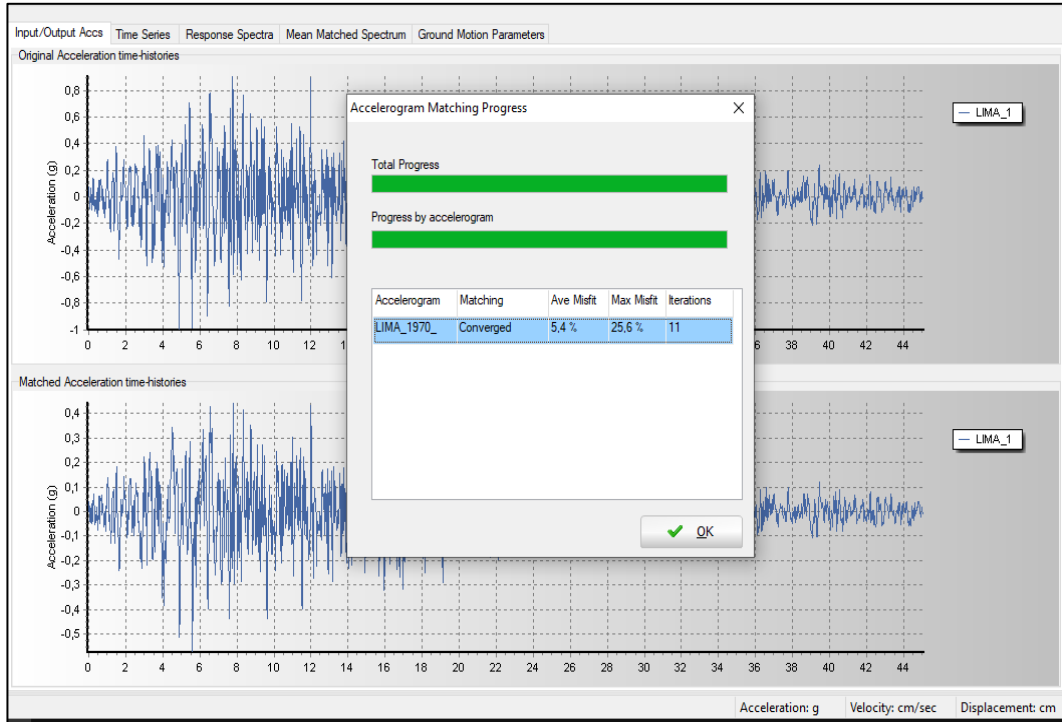 Input/Output Accs Time Series Response Spectra Mean Matched Spectrum Ground Motion Parameters
Original Acceleration time-histories
Acceleration (g)
0,8
0,6
0,4
0,2
0
-0,2
-0,4
-0,6
-0,8
-1
0 2 4 6 8 10 12 1 6 38 40 42 44
LIMA_1
Accelerogram Matching Progress
Total Progress
Progress by accelerogram
Accelerogram Matching Ave Misfit Max Misfit Iterations
LIMA_1970_ Converged 5,4 % 25,6 % 11
OK
Matched Acceleration time-histories
Acceleration (g)
0,4
0,3
0,2
0,1
0
-0,1
-0,2
-0,3
-0,4
-0,5
0 2 4 6 8 10 12 14 16 18 20 22 24 26 28 30 32 34 36 38 40 42 44
LIMA_1
Acceleration: g Velocity: cm/sec Displacement: cm